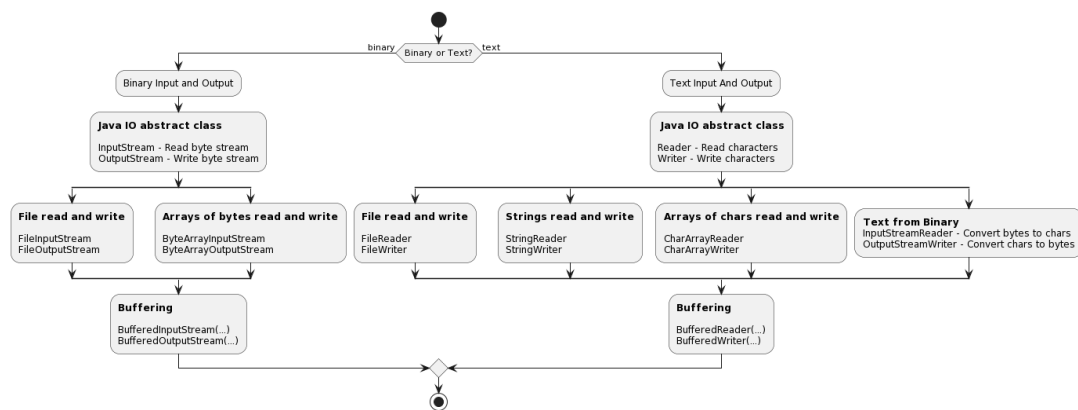 Binary or Text?
binary
text
Binary Input and Output
Text Input And Output
Java IO abstract class
InputStream - Read byte stream
OutputStream - Write byte stream
Java IO abstract class
Reader - Read characters
Writer - Write characters
File read and write
FileInputStream
FileOutputStream
Arrays of bytes read and write
ByteArrayInputStream
ByteArrayOutputStream
File read and write
FileReader
FileWriter
Strings read and write
StringReader
StringWriter
Arrays of chars read and write
CharArrayReader
CharArrayWriter
Text from Binary
InputStreamReader - Convert bytes to chars
OutputStreamWriter - Convert chars to bytes
Buffering
BufferedInputStream(...)
BufferedOutputStream(...)
Buffering
BufferedReader(...)
BufferedWriter(...)